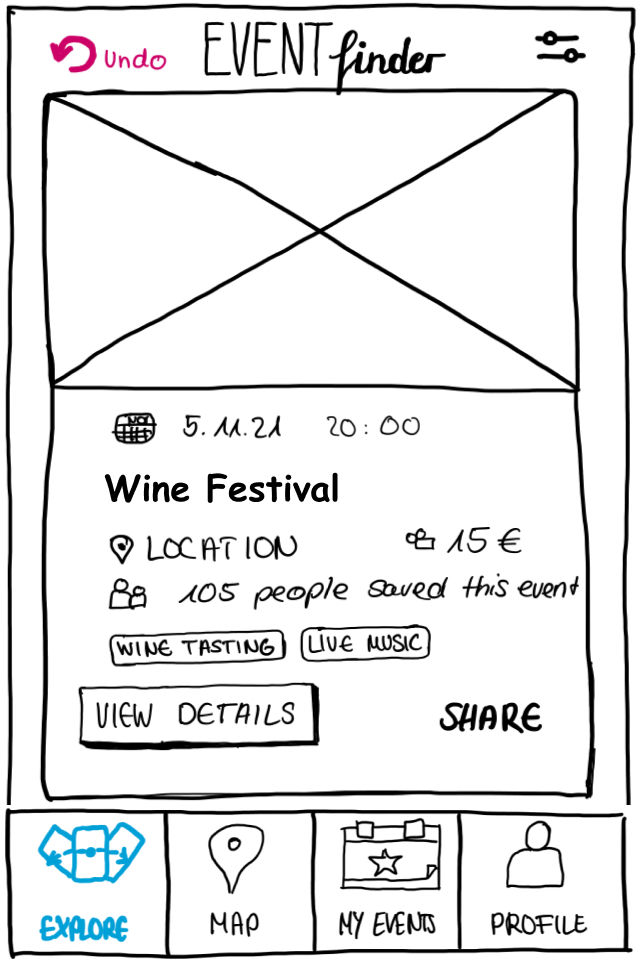 Undo EVENT finder
NOV
5.11.21 20:00
Wine Festival
LOCATION 15 €
105 people saved this event
WINE TASTING LIVE MUSIC
VIEW DETAILS SHARE
EXPLORE MAP MY EVENTS PROFILE